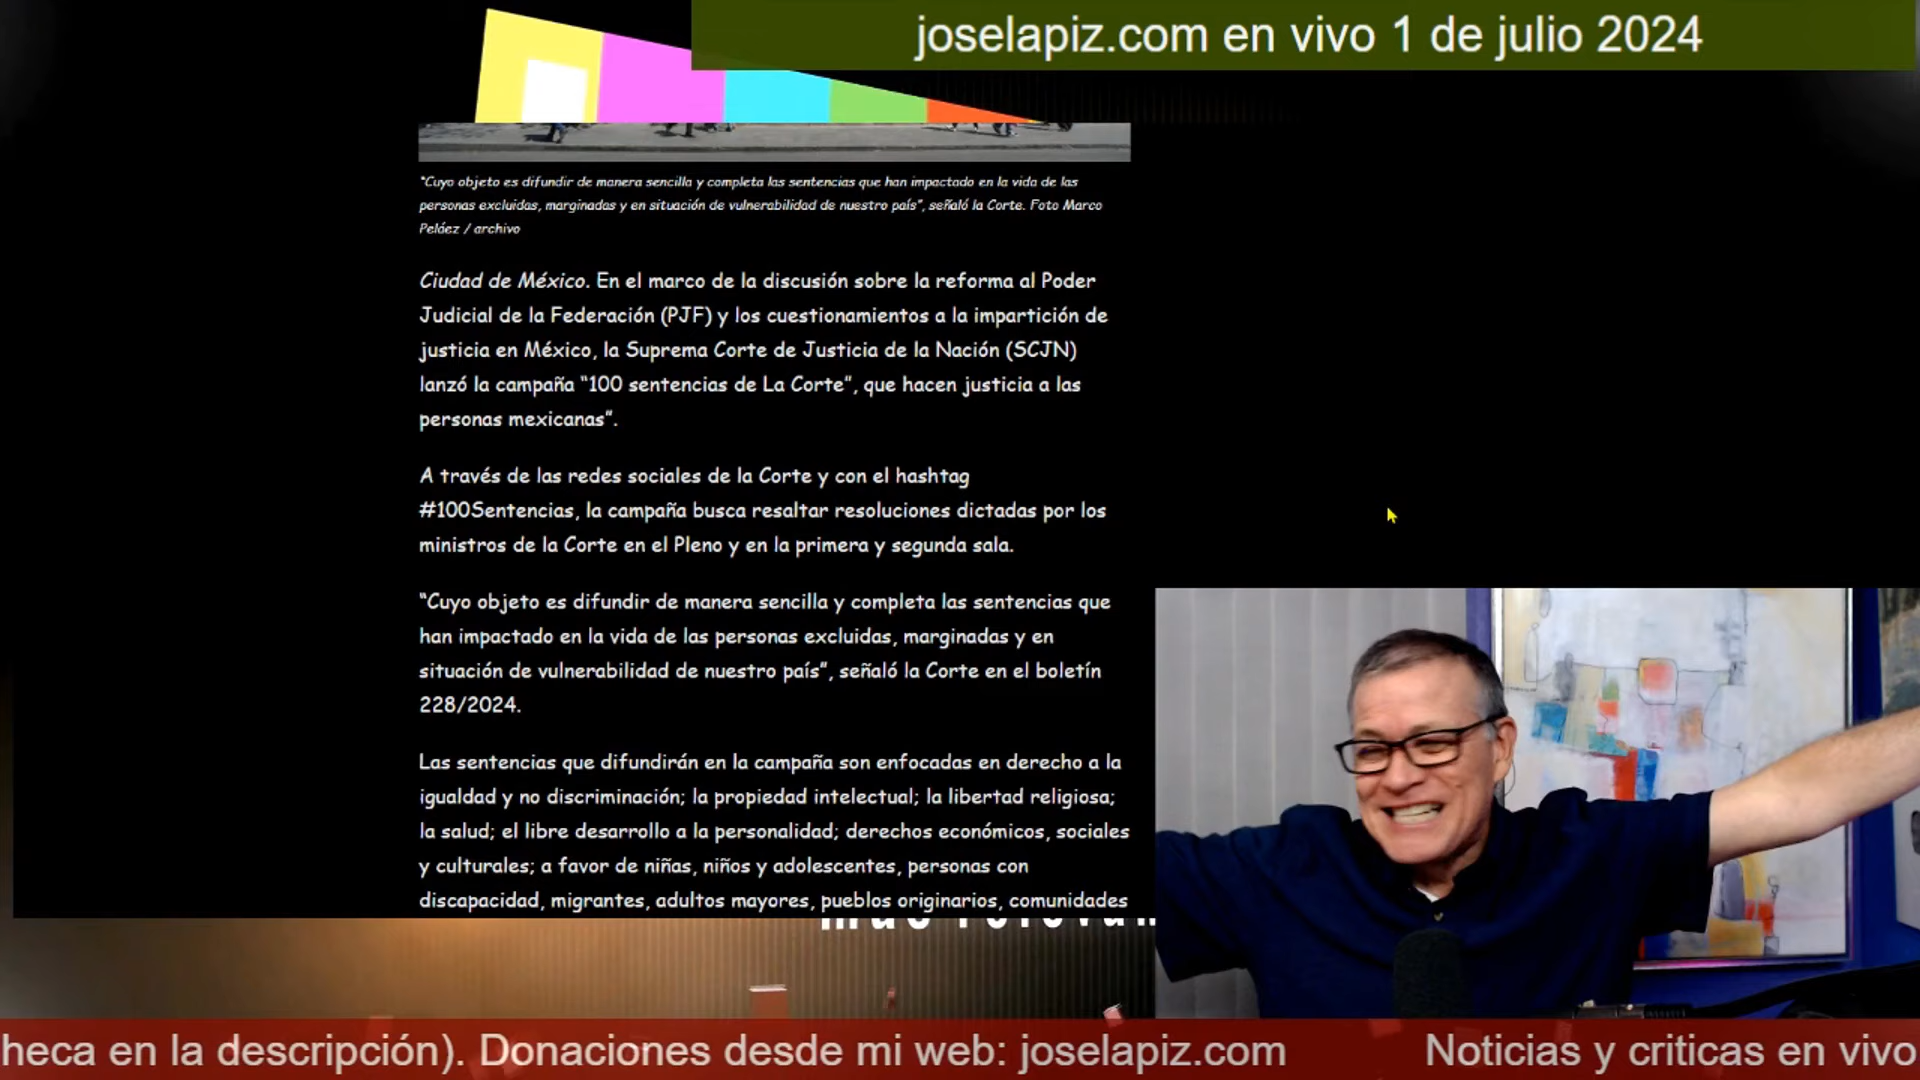 joselapiz.com en vivo 1 de julio 2024
"Cuyo objeto es difundir de manera sencilla y completa las sentencias que han impactado en la vida de las
personas excluidas, marginadas y en situación de vulnerabilidad de nuestro país", señaló la Corte. Foto Marco
Peláez / archivo
Ciudad de México. En el marco de la discusión sobre la reforma al Poder
Judicial de la Federación (PJF) y los cuestionamientos a la impartición de
justicia en México, la Suprema Corte de Justicia de la Nación (SCJN)
lanzó la campaña “100 sentencias de La Corte”, que hacen justicia a las
personas mexicanas”.
A través de las redes sociales de la Corte y con el hashtag
#100Sentencias, la campaña busca resaltar resoluciones dictadas por los
ministros de la Corte en el Pleno y en la primera y segunda sala.
“Cuyo objeto es difundir de manera sencilla y completa las sentencias que
han impactado en la vida de las personas excluidas, marginadas y en
situación de vulnerabilidad de nuestro país”, señaló la Corte en el boletín
228/2024.
Las sentencias que difundirán en la campaña son enfocadas en derecho a la
igualdad y no discriminación; la propiedad intelectual; la libertad religiosa;
la salud; el libre desarrollo a la personalidad; derechos económicos, sociales
y culturales; a favor de niñas, niños y adolescentes, personas con
discapacidad, migrantes, adultos mayores, pueblos originarios, comunidades
heca en la descripción). Donaciones desde mi web: joselapiz.com Noticias y criticas en vivo